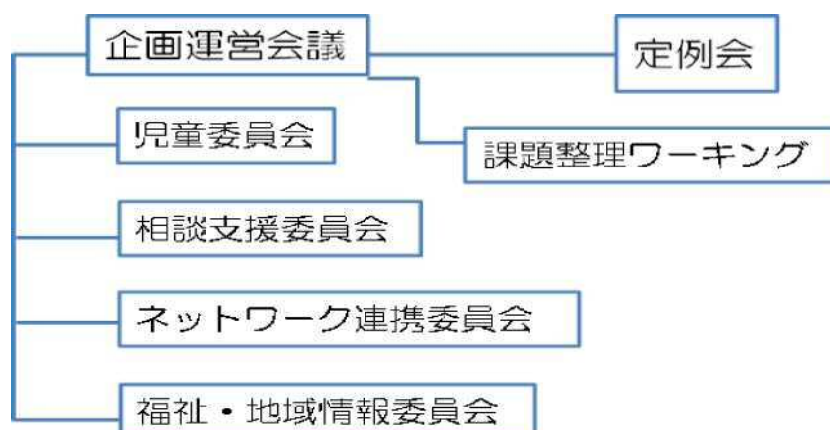 企画運営会議
定例会
児童委員会
課題整理ワーキング
相談支援委員会
ネットワーク連携委員会
福祉・地域情報委員会